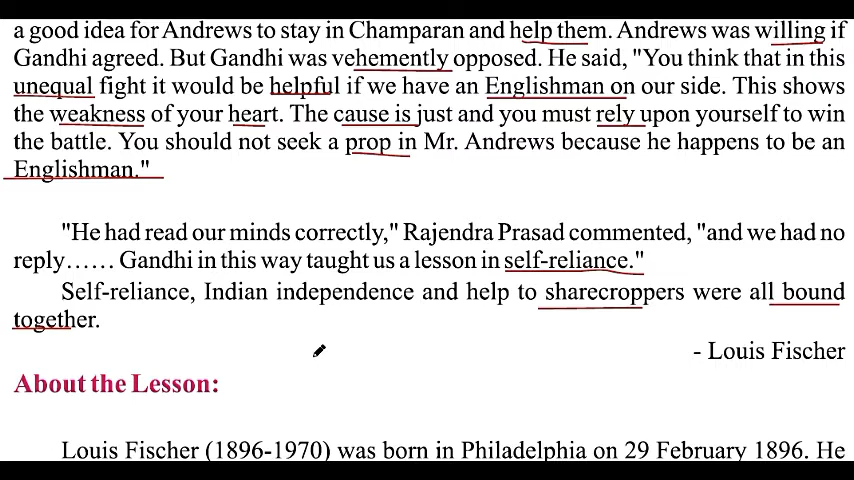 a good idea for Andrews to stay in Champaran and help them. Andrews was willing if
Gandhi agreed. But Gandhi was vehemently opposed. He said, "You think that in this
unequal fight it would be helpful if we have an Englishman on our side. This shows
the weakness of your heart. The cause is just and you must rely upon yourself to win
the battle. You should not seek a prop in Mr. Andrews because he happens to be an
Englishman."
"He had read our minds correctly," Rajendra Prasad commented, "and we had no
reply...... Gandhi in this way taught us a lesson in self-reliance."
Self-reliance, Indian independence and help to sharecroppers were all bound
together.
- Louis Fischer
About the Lesson:
Louis Fischer (1896-1970) was born in Philadelphia on 29 February 1896. He